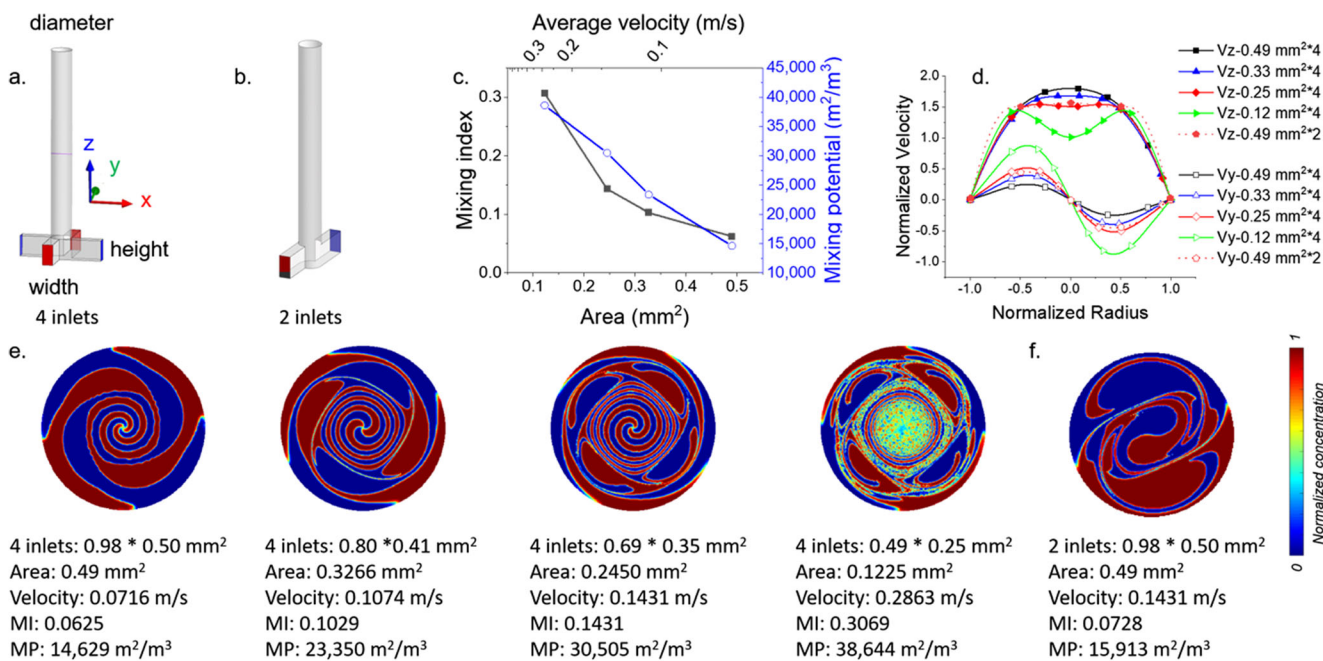 diameter
a.
z
y
x
height
width
4 inlets
b.
2 inlets
Average velocity (m/s)
0.3
0.2
0.1
c.
Mixing index
0.3
0.2
0.1
0.0
45,000
40,000
35,000
30,000
25,000
20,000
15,000
10,000
Mixing potential (m²/m³)
0.1 0.2 0.3 0.4 0.5
Area (mm²)
d.
Normalized Velocity
2.0
1.5
1.0
0.5
0.0
-0.5
-1.0
-1.0 -0.5 0.0 0.5 1.0
Normalized Radius
Vz-0.49 mm²*4
Vz-0.33 mm²*4
Vz-0.25 mm²*4
Vz-0.12 mm²*4
Vz-0.49 mm²*2
Vy-0.49 mm²*4
Vy-0.33 mm²*4
Vy-0.25 mm²*4
Vy-0.12 mm²*4
Vy-0.49 mm²*2
e.
f.
1
0
Normalized concentration
4 inlets: 0.98 * 0.50 mm²
Area: 0.49 mm²
Velocity: 0.0716 m/s
MI: 0.0625
MP: 14,629 m²/m³
4 inlets: 0.80 *0.41 mm²
Area: 0.3266 mm²
Velocity: 0.1074 m/s
MI: 0.1029
MP: 23,350 m²/m³
4 inlets: 0.69 * 0.35 mm²
Area: 0.2450 mm²
Velocity: 0.1431 m/s
MI: 0.1431
MP: 30,505 m²/m³
4 inlets: 0.49 * 0.25 mm²
Area: 0.1225 mm²
Velocity: 0.2863 m/s
MI: 0.3069
MP: 38,644 m²/m³
2 inlets: 0.98 * 0.50 mm²
Area: 0.49 mm²
Velocity: 0.1431 m/s
MI: 0.0728
MP: 15,913 m²/m³